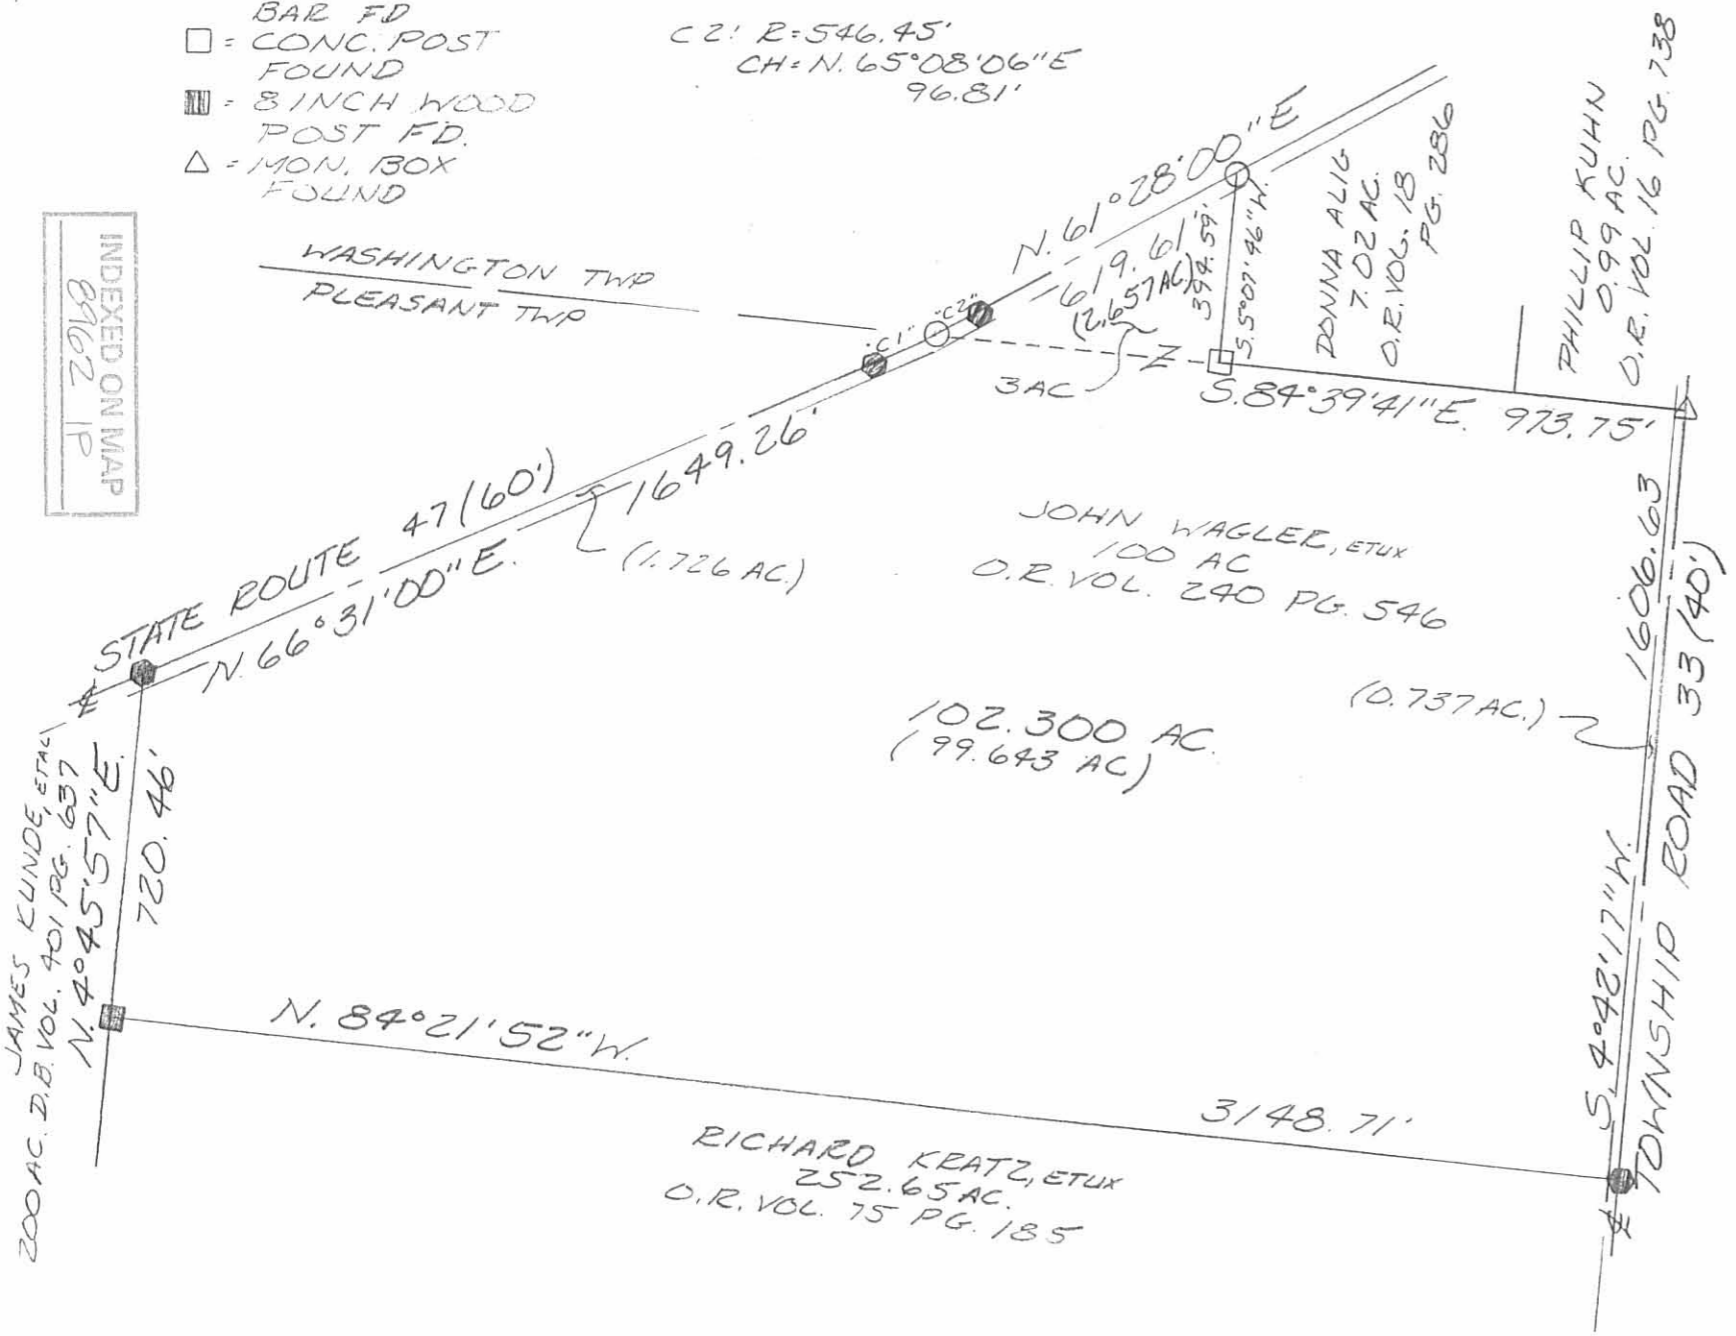 BAR FD
□ = CONC. POST
FOUND
= 8 INCH WOOD
POST FD.
△ = MON. BOX
FOUND
C2: R=546.45'
CH=N.65°08'06"E
96.81'
INDEXED ON MAP
8962 IP
WASHINGTON TWP
PLEASANT TWP
N. 61°28'00"E
619.61'
(2.657AC.)
394.59'
S.5°07'46"W.
"C1"
"C2"
3 AC
Z
DONNA ALIG
7.02 AC.
O.R. VOL. 18
PG. 286
PHILLIP KUHN
0.99 AC.
O.R. VOL. 16 PG. 738
S.84°39'41"E. 973.75'
STATE ROUTE 47 (60')
N.66°31'00"E. 1649.26'
(1.726 AC.)
JOHN WAGLER, ETUX
100 AC
O.R. VOL. 240 PG. 546
102.300 AC.
(99.643 AC.)
(0.737 AC.)
S. 4°42'17"W. 1606.63
TOWNSHIP ROAD 33 (40')
JAMES KUNDE, ETAL
200 AC. D.B. VOL. 401 PG. 637
N. 4°45'57"E.
720.46'
N. 84°21'52"W. 3148.71'
RICHARD KRATZ, ETUX
252.65 AC.
O.R. VOL. 75 PG. 185